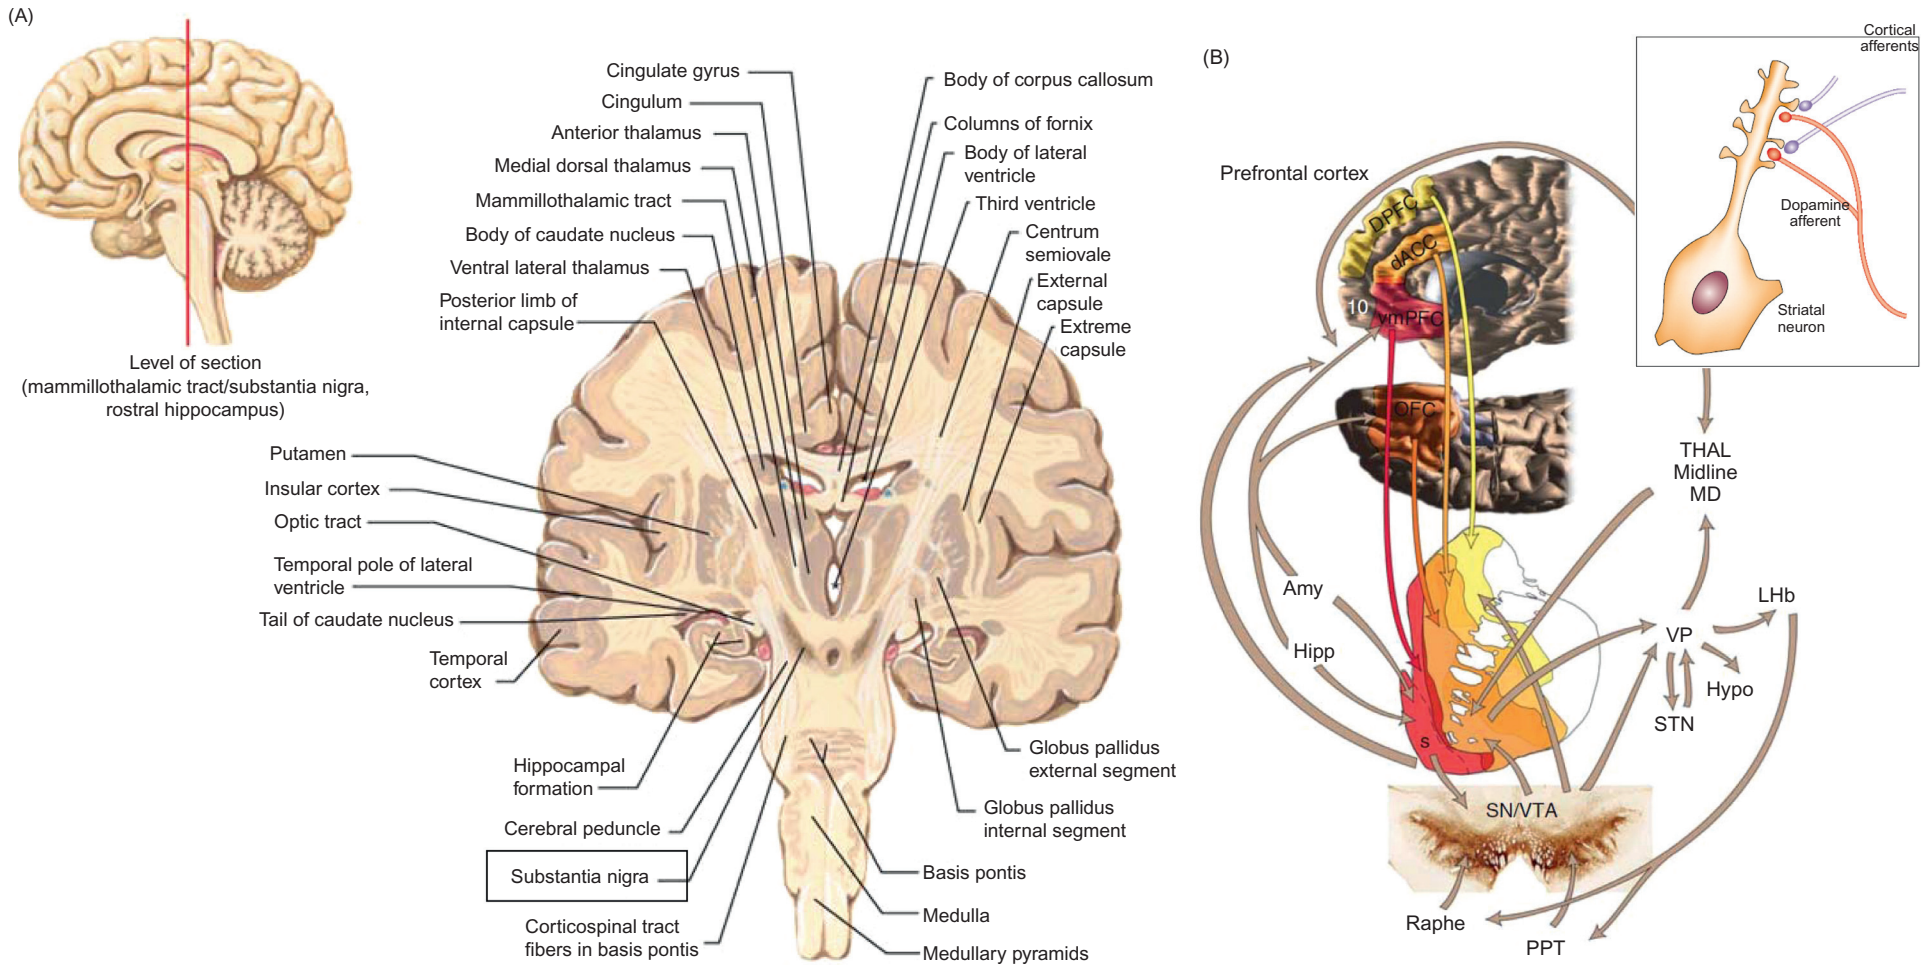 (A)
Level of section
(mammillothalamic tract/substantia nigra,
rostral hippocampus)
Cingulate gyrus
Cingulum
Anterior thalamus
Medial dorsal thalamus
Mammillothalamic tract
Body of caudate nucleus
Ventral lateral thalamus
Posterior limb of
internal capsule
Putamen
Insular cortex
Optic tract
Temporal pole of lateral
ventricle
Tail of caudate nucleus
Temporal
cortex
Hippocampal
formation
Cerebral peduncle
Substantia nigra
Corticospinal tract
fibers in basis pontis
Body of corpus callosum
Columns of fornix
Body of lateral
ventricle
Third ventricle
Centrum
semiovale
External
capsule
Extreme
capsule
Globus pallidus
external segment
Globus pallidus
internal segment
Basis pontis
Medulla
Medullary pyramids
(B)
Prefrontal cortex
DPFC
dACC
10
vmPFC
OFC
Cortical
afferents
Dopamine
afferent
Striatal
neuron
THAL
Midline
MD
Amy
Hipp
LHb
VP
Hypo
STN
s
SN/VTA
Raphe
PPT